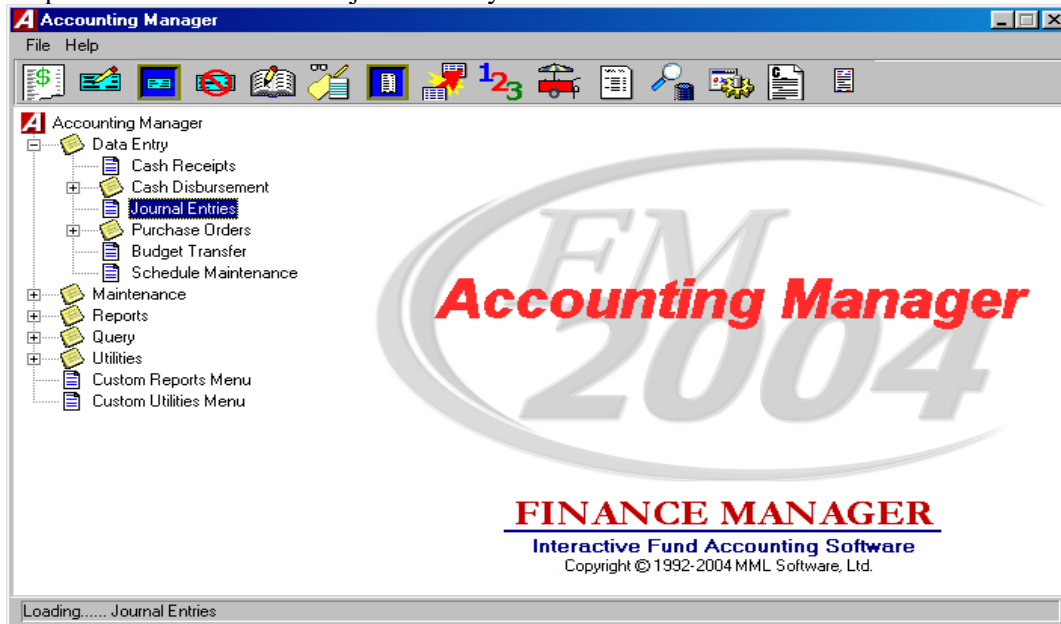 Accounting Manager
File Help
$ 123 C
Accounting Manager
Data Entry
Cash Receipts
Cash Disbursement
Journal Entries
Purchase Orders
Budget Transfer
Schedule Maintenance
Maintenance
Reports
Query
Utilities
Custom Reports Menu
Custom Utilities Menu
FM
Accounting Manager
2004
FINANCE MANAGER
Interactive Fund Accounting Software
Copyright © 1992-2004 MML Software, Ltd.
Loading...... Journal Entries